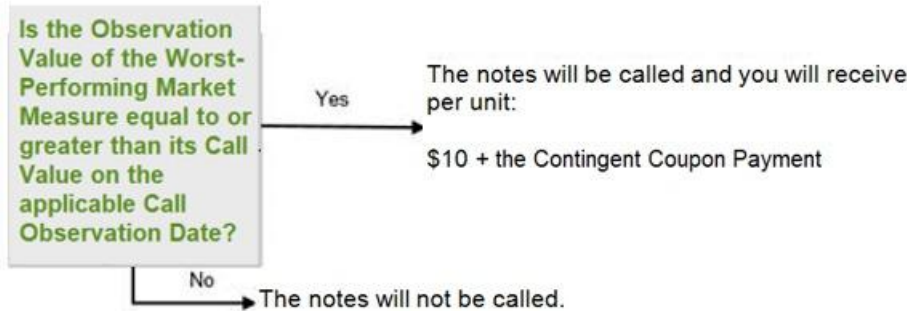 Is the Observation
Value of the Worst-
Performing Market
Measure equal to or
greater than its Call
Value on the
applicable Call
Observation Date?
Yes
The notes will be called and you will receive
per unit:
$10 + the Contingent Coupon Payment
No
The notes will not be called.